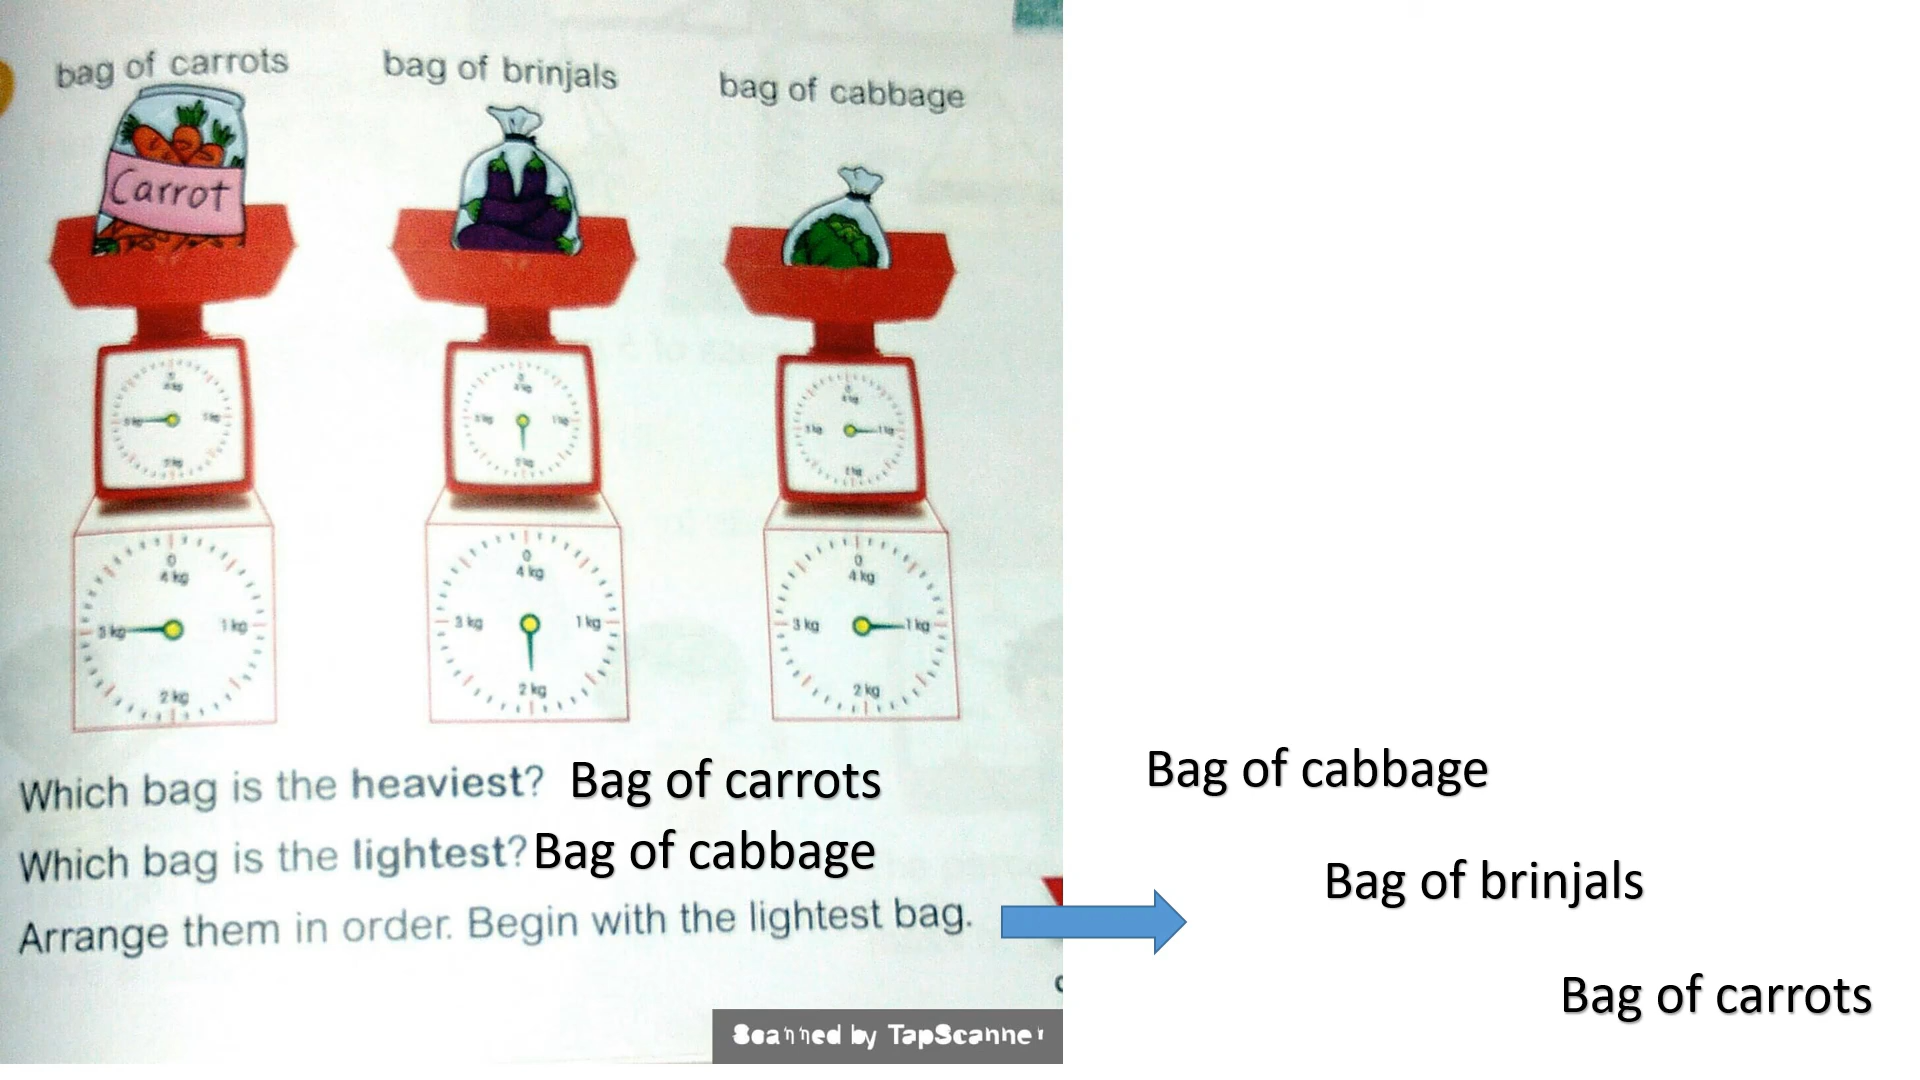 bag of carrots
bag of brinjals
bag of cabbage
Carrot
0
4 kg
3 kg
1 kg
2 kg
0
4 kg
3 kg
1 kg
2 kg
0
4 kg
3 kg
1 kg
2 kg
Which bag is the heaviest? Bag of carrots
Which bag is the lightest? Bag of cabbage
Arrange them in order. Begin with the lightest bag.
Bag of cabbage
Bag of brinjals
Bag of carrots
Scanned by TapScanner